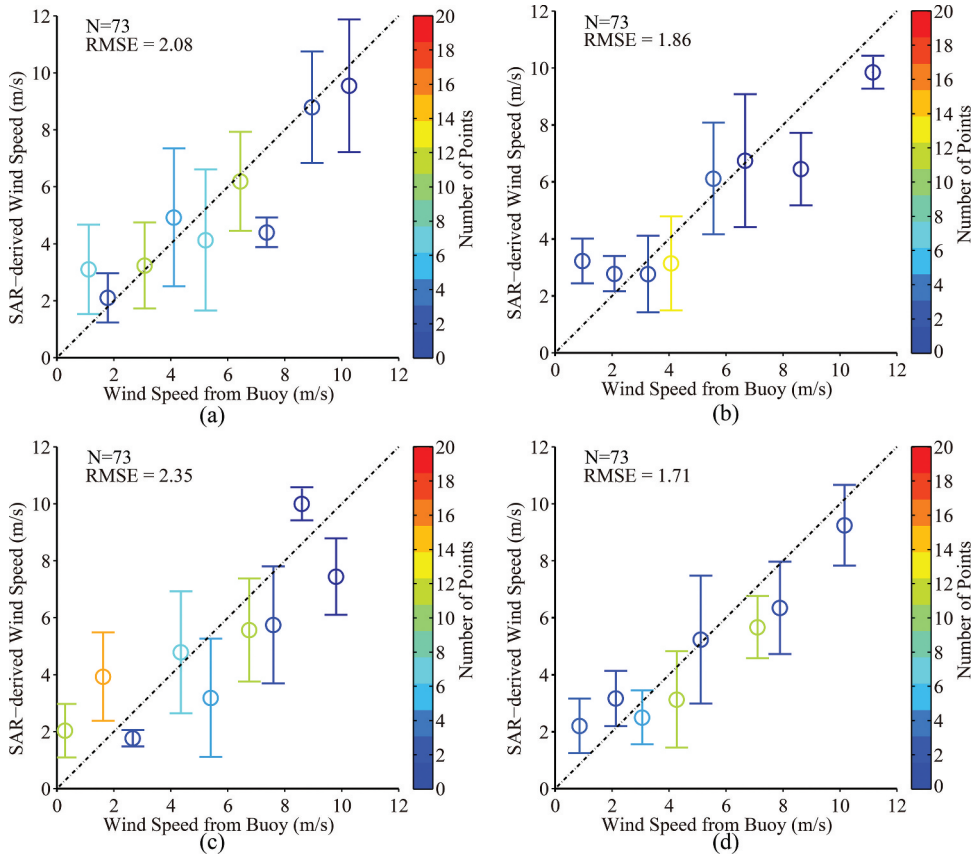 N=73
RMSE = 2.08
SAR−derived Wind Speed (m/s)
12
10
8
6
4
2
0
0 2 4 6 8 10 12
Wind Speed from Buoy (m/s)
20
18
16
14
12
10
8
6
4
2
0
Number of Points
(a)
N=73
RMSE = 1.86
SAR−derived Wind Speed (m/s)
12
10
8
6
4
2
0
0 2 4 6 8 10 12
Wind Speed from Buoy (m/s)
20
18
16
14
12
10
8
6
4
2
0
Number of Points
(b)
N=73
RMSE = 2.35
SAR−derived Wind Speed (m/s)
12
10
8
6
4
2
0
0 2 4 6 8 10 12
Wind Speed from Buoy (m/s)
20
18
16
14
12
10
8
6
4
2
0
Number of Points
(c)
N=73
RMSE = 1.71
SAR−derived Wind Speed (m/s)
12
10
8
6
4
2
0
0 2 4 6 8 10 12
Wind Speed from Buoy (m/s)
20
18
16
14
12
10
8
6
4
2
0
Number of Points
(d)